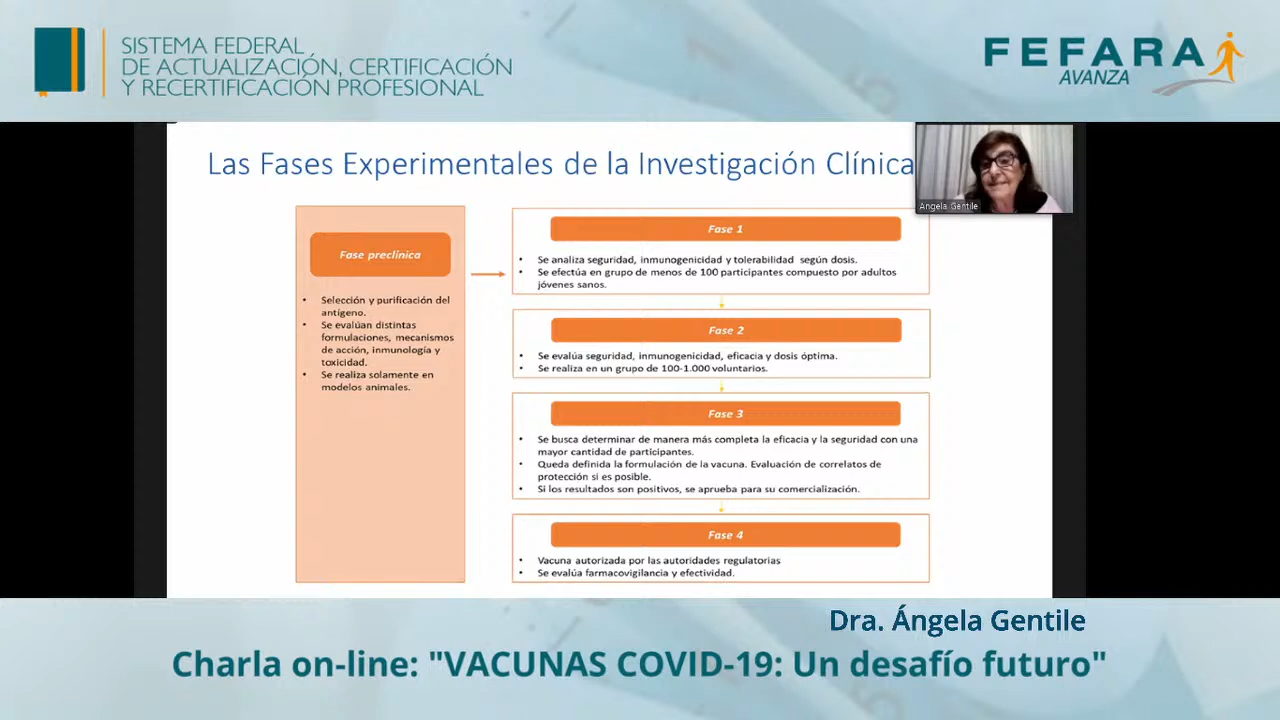 SISTEMA FEDERAL
DE ACTUALIZACIÓN, CERTIFICACIÓN
Y RECERTIFICACIÓN PROFESIONAL
FEFARA
AVANZA
Las Fases Experimentales de la Investigación Clínica
Angela Gentile
Fase preclínica
• Selección y purificación del
antígeno.
• Se evalúan distintas
formulaciones, mecanismos
de acción, inmunología y
toxicidad.
• Se realiza solamente en
modelos animales.
Fase 1
• Se analiza seguridad, inmunogenicidad y tolerabilidad según dosis.
• Se efectúa en grupo de menos de 100 participantes compuesto por adultos
jóvenes sanos.
Fase 2
• Se evalúa seguridad, inmunogenicidad, eficacia y dosis óptima.
• Se realiza en un grupo de 100-1.000 voluntarios.
Fase 3
• Se busca determinar de manera más completa la eficacia y la seguridad con una
mayor cantidad de participantes.
• Queda definida la formulación de la vacuna. Evaluación de correlatos de
protección si es posible.
• Si los resultados son positivos, se aprueba para su comercialización.
Fase 4
• Vacuna autorizada por las autoridades regulatorias
• Se evalúa farmacovigilancia y efectividad.
Dra. Ángela Gentile
Charla on-line: "VACUNAS COVID-19: Un desafío futuro"